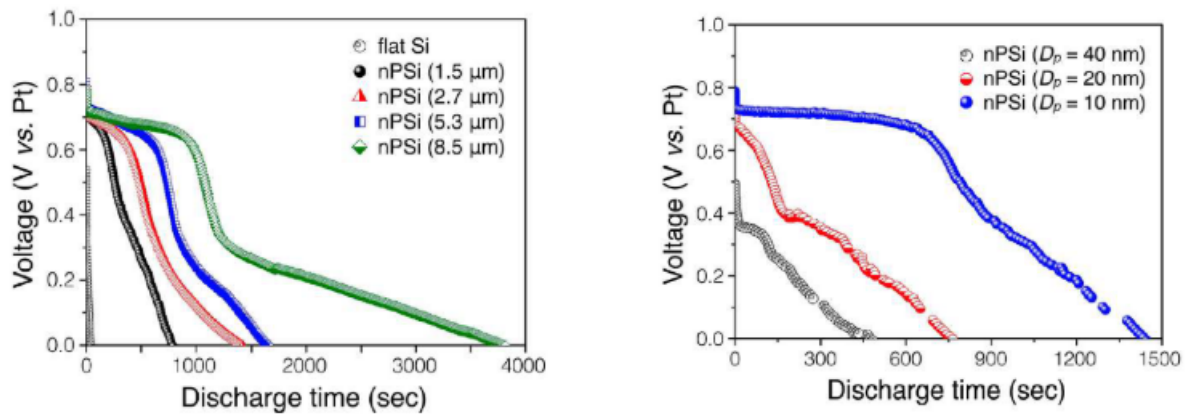 1.0
0.8
0.6
0.4
0.2
0.0
Voltage (V vs. Pt)
flat Si
nPSi (1.5 μm)
nPSi (2.7 μm)
nPSi (5.3 μm)
nPSi (8.5 μm)
0 1000 2000 3000 4000
Discharge time (sec)
1.0
0.8
0.6
0.4
0.2
0.0
Voltage (V vs. Pt)
nPSi (Dp = 40 nm)
nPSi (Dp = 20 nm)
nPSi (Dp = 10 nm)
0 300 600 900 1200 1500
Discharge time (sec)